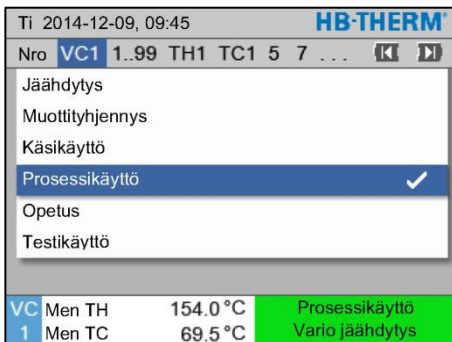 Ti 2014-12-09, 09:45 HB-THERM®
Nro VC1 1..99 TH1 TC1 5 7 ...
Jäähdytys
Muottityhjennys
Käsikäyttö
Prosessikäyttö
Opetus
Testikäyttö
VC Men TH 154.0 °C Prosessikäyttö
1 Men TC 69.5 °C Vario jäähdytys